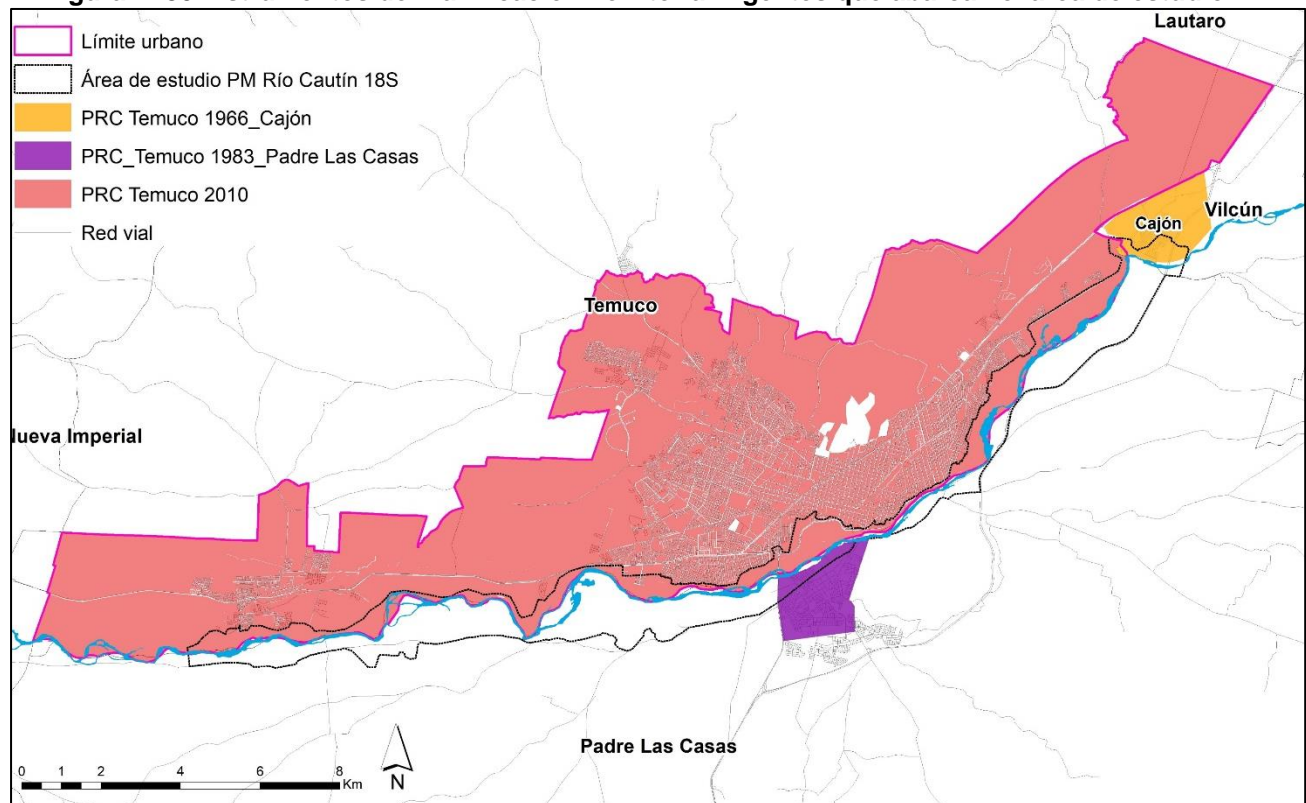 Límite urbano
Área de estudio PM Río Cautín 18S
PRC Temuco 1966_Cajón
PRC_Temuco 1983_Padre Las Casas
PRC Temuco 2010
Red vial
Lautaro
Vilcún
Cajón
Temuco
Nueva Imperial
Padre Las Casas
N
0 1 2 4 6 8
Km